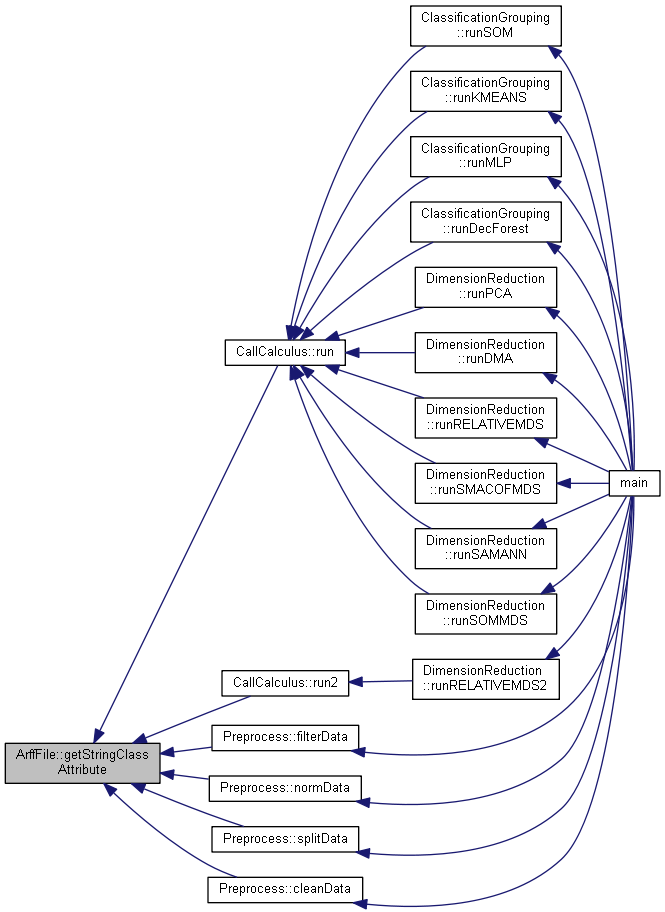 ClassificationGrouping
::runSOM
ClassificationGrouping
::runKMEANS
ClassificationGrouping
::runMLP
ClassificationGrouping
::runDecForest
DimensionReduction
::runPCA
CallCalculus::run
DimensionReduction
::runDMA
DimensionReduction
::runRELATIVEMDS
DimensionReduction
::runSMACOFMDS
main
DimensionReduction
::runSAMANN
DimensionReduction
::runSOMMDS
CallCalculus::run2
DimensionReduction
::runRELATIVEMDS2
Preprocess::filterData
ArffFile::getStringClass
Attribute
Preprocess::normData
Preprocess::splitData
Preprocess::cleanData